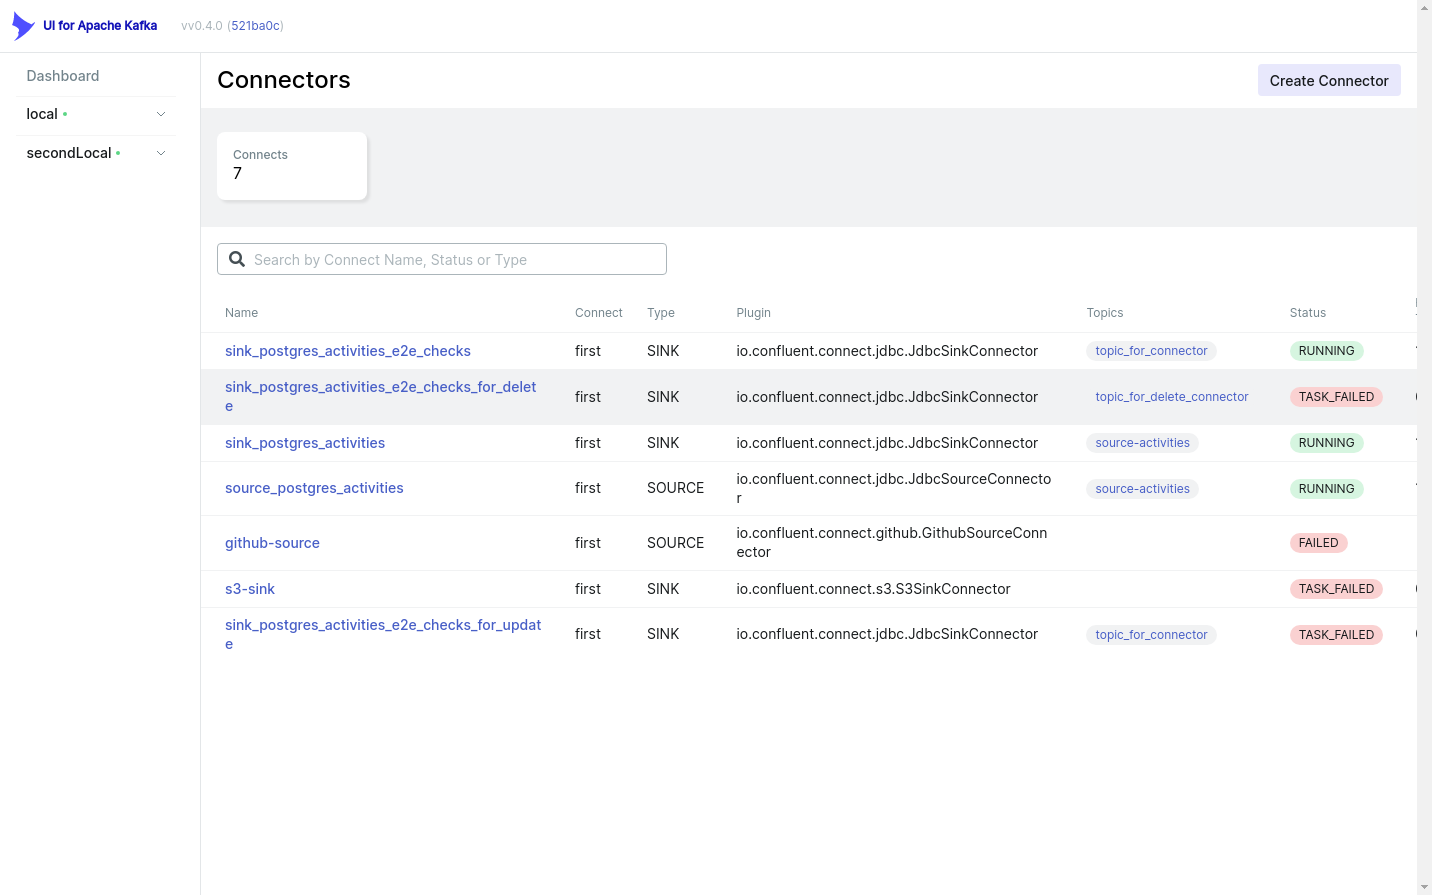 UI for Apache Kafka vv0.4.0 (521ba0c)
Dashboard
local
secondLocal
Connectors
Create Connector
Connects
7
Search by Connect Name, Status or Type
Name Connect Type Plugin Topics Status
sink_postgres_activities_e2e_checks first SINK io.confluent.connect.jdbc.JdbcSinkConnector topic_for_connector RUNNING
sink_postgres_activities_e2e_checks_for_delet
e
first SINK io.confluent.connect.jdbc.JdbcSinkConnector topic_for_delete_connector TASK_FAILED
sink_postgres_activities first SINK io.confluent.connect.jdbc.JdbcSinkConnector source-activities RUNNING
source_postgres_activities first SOURCE io.confluent.connect.jdbc.JdbcSourceConnecto
r
source-activities RUNNING
github-source first SOURCE io.confluent.connect.github.GithubSourceConn
ector
FAILED
s3-sink first SINK io.confluent.connect.s3.S3SinkConnector TASK_FAILED
sink_postgres_activities_e2e_checks_for_updat
e
first SINK io.confluent.connect.jdbc.JdbcSinkConnector topic_for_connector TASK_FAILED